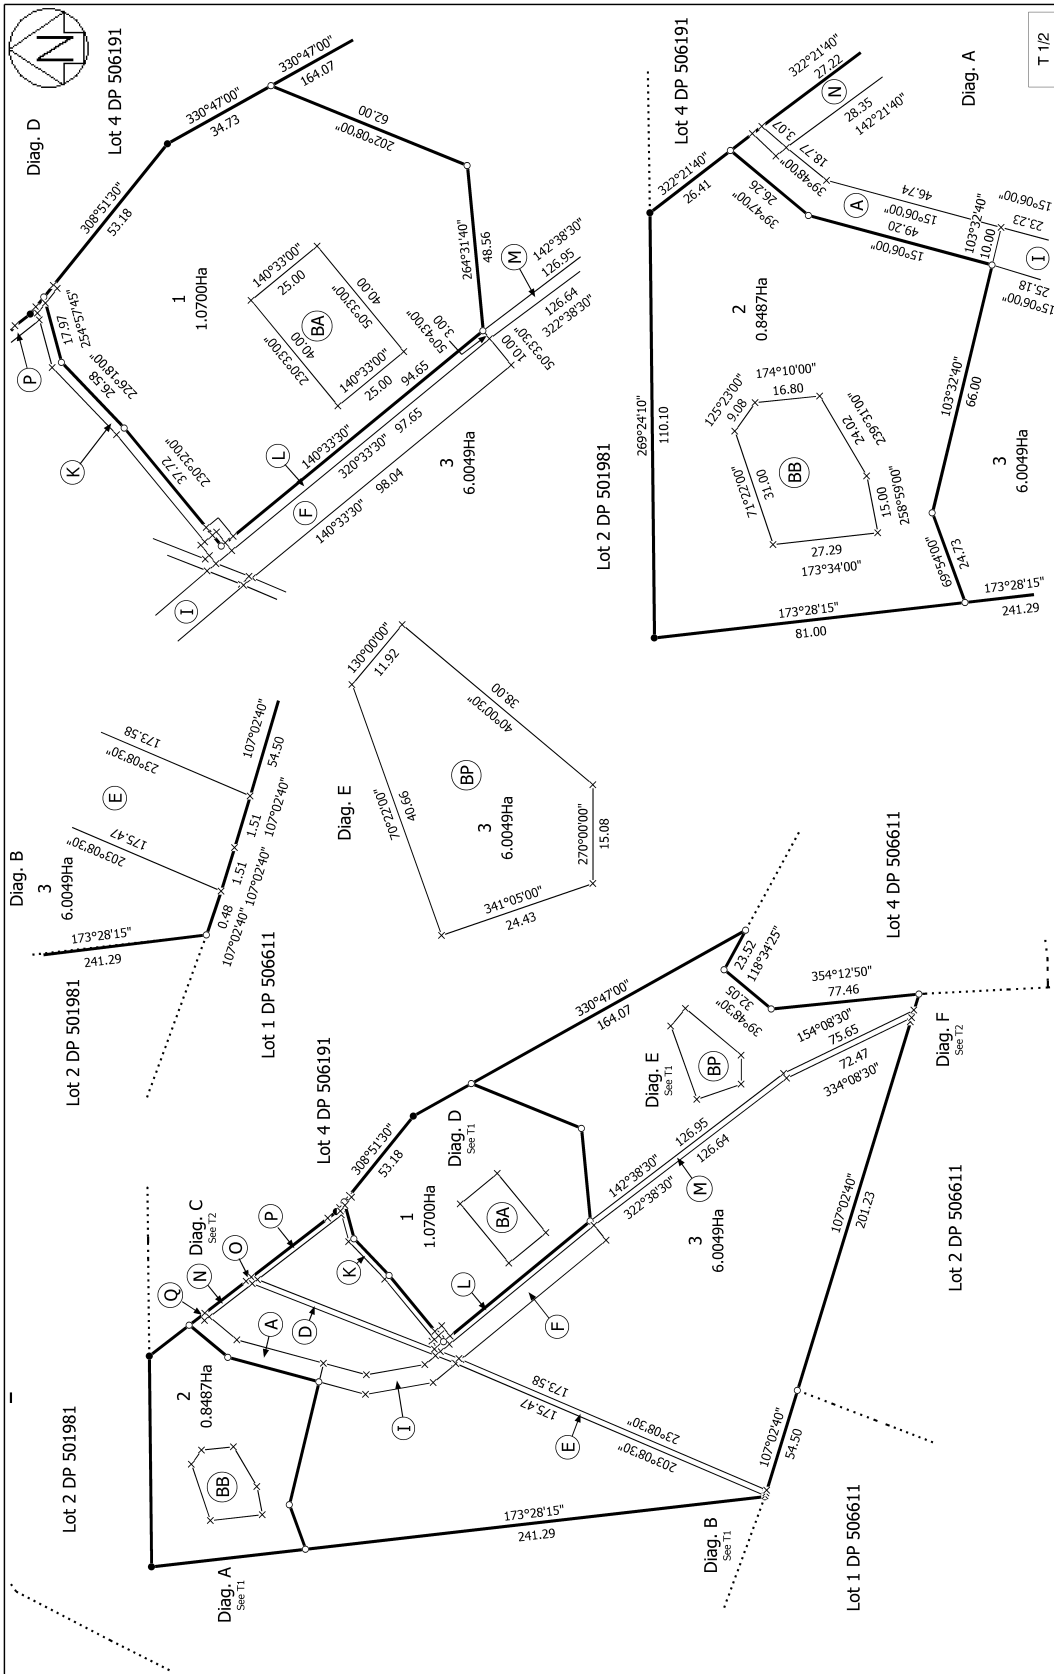 N
T 1/2
Diag. D
Lot 4 DP 506191
330°47'00"
164.07
330°47'00"
34.73
308°51'30"
53.18
202°08'00"
62.00
264°31'40"
48.56
1
1.0700Ha
17.97
254°57'45"
226°18'00"
26.58
230°32'00"
37.72
P
K
140°33'00"
25.00
50°33'00"
40.00
BA
230°33'00"
40.00
140°33'00"
25.00
140°33'30"
94.65
50°43'00"
3.00
L
320°33'30"
97.65
F
140°33'30"
98.04
10.00
50°33'30"
M
142°38'30"
126.95
126.64
322°38'30"
I
3
6.0049Ha
Diag. A
Lot 4 DP 506191
322°21'40"
27.22
N
28.35
142°21'40"
3.07
322°21'40"
26.41
39°48'00"
18.77
39°47'00"
26.26
A
46.74
15°06'00"
49.20
15°06'00"
103°32'40"
10.00
15°06'00"
23.23
I
25.18
15°06'00"
2
0.8487Ha
269°24'10"
110.10
Lot 2 DP 501981
174°10'00"
16.80
125°23'00"
9.08
239°31'00"
24.02
71°22'00"
31.00
BB
15.00
258°59'00"
27.29
173°34'00"
103°32'40"
66.00
69°54'00"
24.73
3
6.0049Ha
173°28'15"
81.00
173°28'15"
241.29
Diag. B
3
6.0049Ha
173°28'15"
241.29
Lot 2 DP 501981
E
23°08'30"
173.58
203°08'30"
175.47
107°02'40"
54.50
1.51
107°02'40"
1.51
107°02'40"
0.48
107°02'40"
Lot 1 DP 506611
Diag. E
130°00'00"
11.92
70°22'00"
40.66
40°00'30"
38.00
BP
3
6.0049Ha
270°00'00"
15.08
341°05'00"
24.43
Lot 2 DP 501981
Lot 4 DP 506191
Diag. C
See T2
Q
N
O
P
308°51'30"
53.18
330°47'00"
164.07
Diag. D
See T1
1
1.0700Ha
BA
K
L
A
D
I
F
2
0.8487Ha
BB
Diag. A
See T1
173°28'15"
241.29
E
173.58
175.47
23°08'30"
203°08'30"
Diag. B
See T1
107°02'40"
54.50
Lot 1 DP 506611
107°02'40"
201.23
Lot 2 DP 506611
3
6.0049Ha
142°38'30"
126.95
126.64
322°38'30"
M
Diag. E
See T1
BP
23.52
118°34'25"
32.05
39°48'30"
354°12'50"
77.46
154°08'30"
75.65
72.47
334°08'30"
Diag. F
See T2
Lot 4 DP 506611